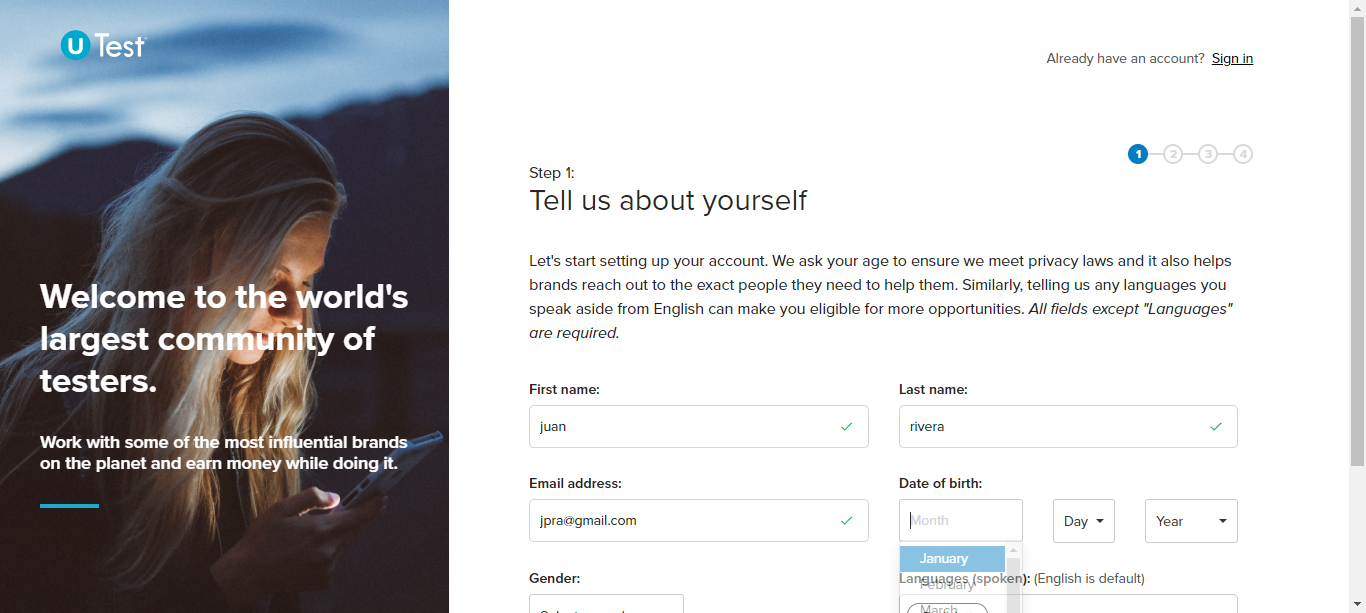 U Test
Already have an account? Sign in
1 2 3 4
Step 1:
Tell us about yourself
Let's start setting up your account. We ask your age to ensure we meet privacy laws and it also helps
brands reach out to the exact people they need to help them. Similarly, telling us any languages you
speak aside from English can make you eligible for more opportunities. All fields except "Languages"
are required.
Welcome to the world's
largest community of
testers.
Work with some of the most influential brands
on the planet and earn money while doing it.
First name:
juan
Last name:
rivera
Email address:
jpra@gmail.com
Date of birth:
Month
Day
Year
January
February
March
Gender:
Languages (spoken): (English is default)